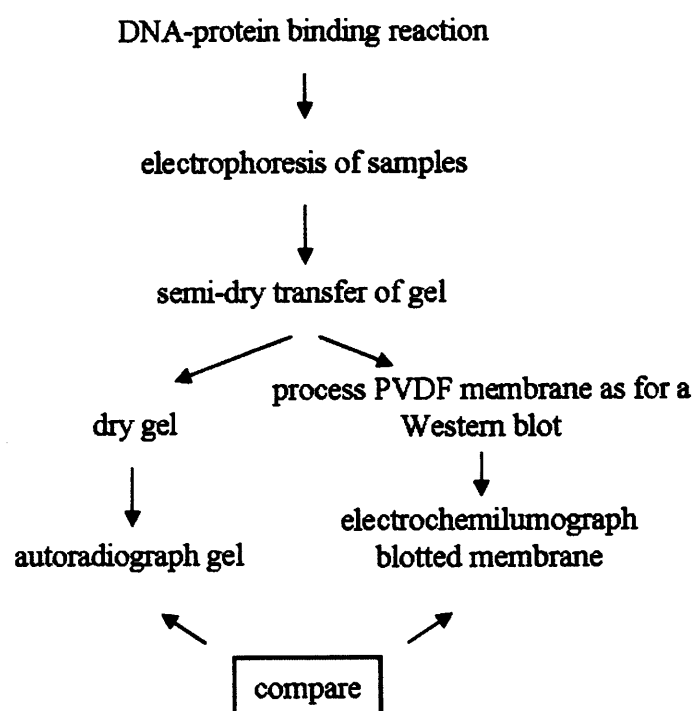 DNA-protein binding reaction
electrophoresis of samples
semi-dry transfer of gel
dry gel
process PVDF membrane as for a
Western blot
autoradiograph gel
electrochemilumograph
blotted membrane
compare